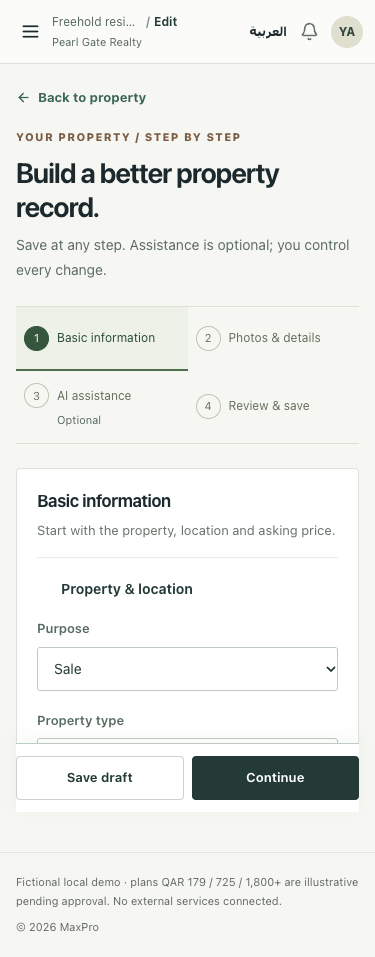 Freehold resi... / Edit
Pearl Gate Realty
العربية
YA
Back to property
YOUR PROPERTY / STEP BY STEP
Build a better property
record.
Save at any step. Assistance is optional; you control
every change.
1 Basic information
2 Photos & details
3 AI assistance
Optional
4 Review & save
Basic information
Start with the property, location and asking price.
Property & location
Purpose
Sale
Property type
Save draft
Continue
Fictional local demo · plans QAR 179 / 725 / 1,800+ are illustrative
pending approval. No external services connected.
© 2026 MaxPro